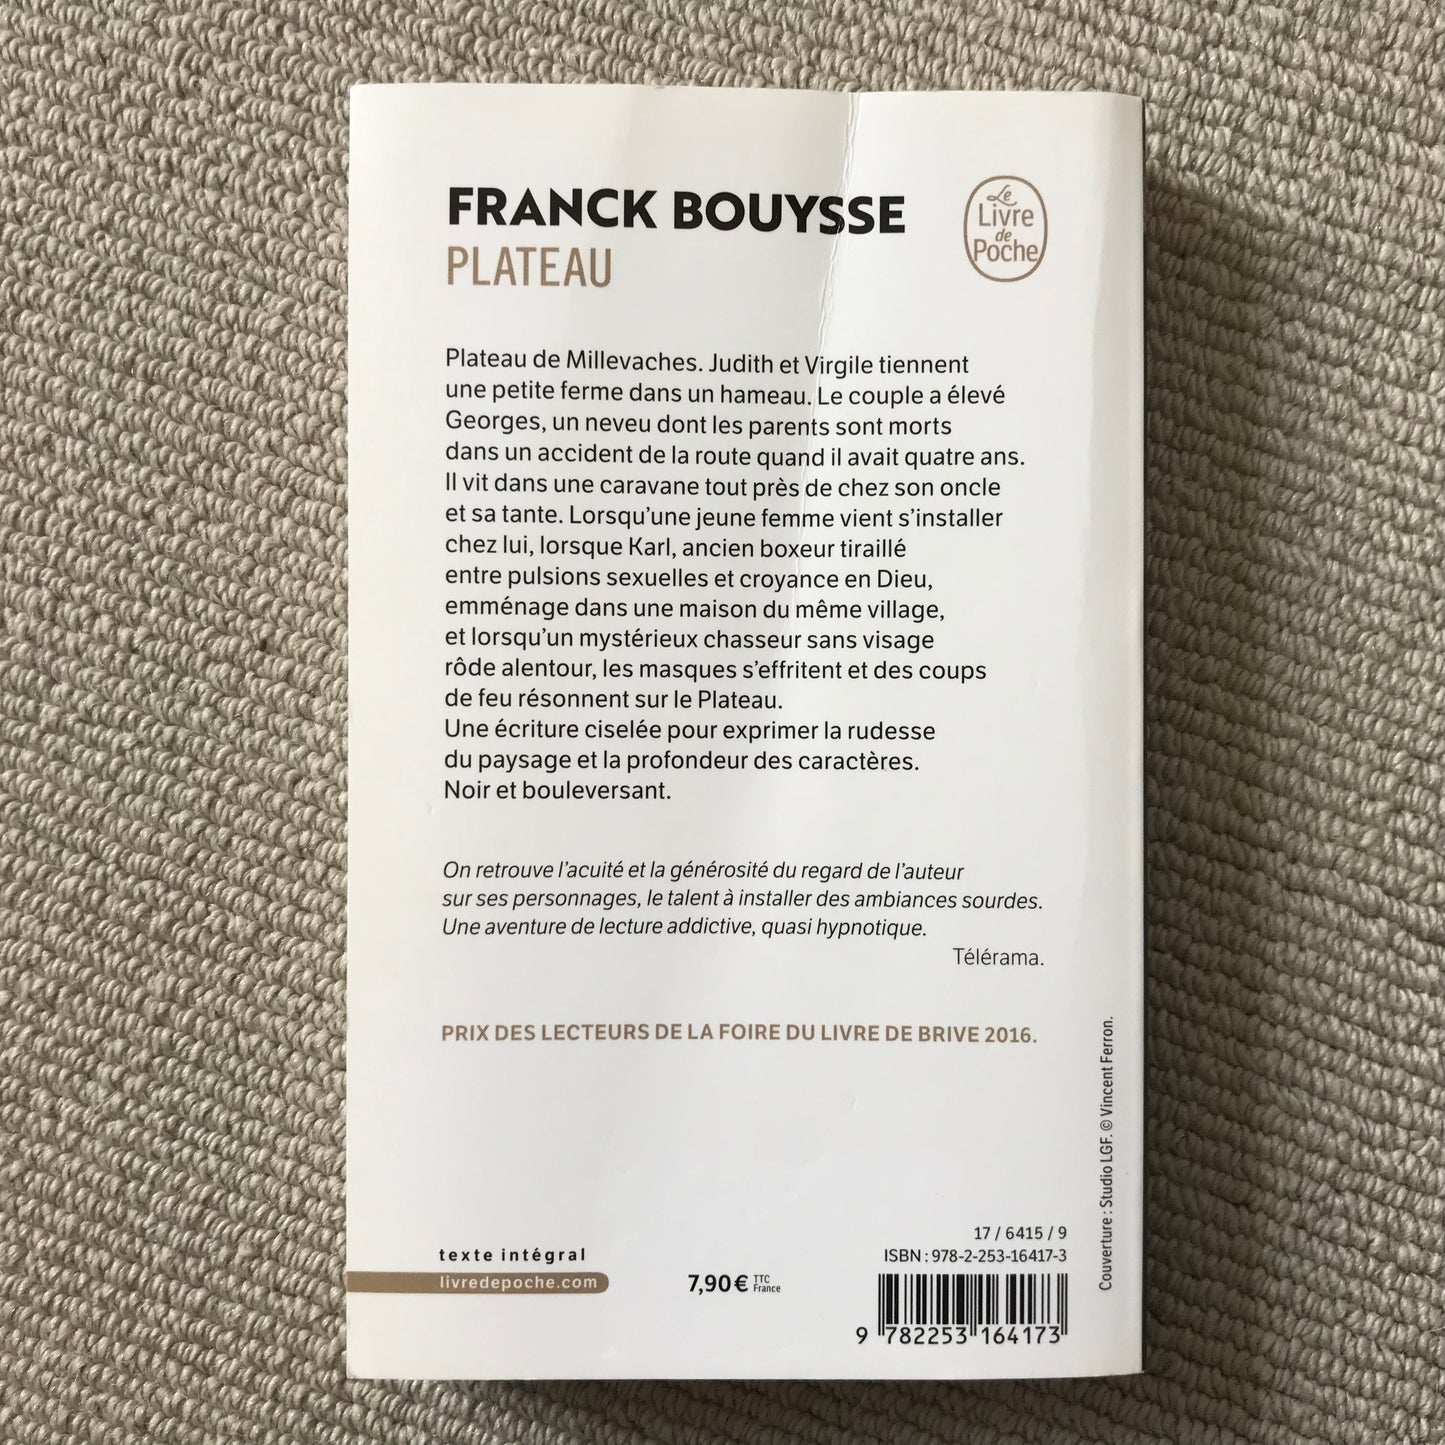 FRANCK BOUYSSE
PLATEAU
Le
Livre
de
Poche
Plateau de Millevaches. Judith et Virgile tiennent
une petite ferme dans un hameau. Le couple a élevé
Georges, un neveu dont les parents sont morts
dans un accident de la route quand il avait quatre ans.
Il vit dans une caravane tout près de chez son oncle
et sa tante. Lorsqu’une jeune femme vient s’installer
chez lui, lorsque Karl, ancien boxeur tiraillé
entre pulsions sexuelles et croyance en Dieu,
emménage dans une maison du même village,
et lorsqu’un mystérieux chasseur sans visage
rôde alentour, les masques s’effritent et des coups
de feu résonnent sur le Plateau.
Une écriture ciselée pour exprimer la rudesse
du paysage et la profondeur des caractères.
Noir et bouleversant.
On retrouve l’acuité et la générosité du regard de l’auteur
sur ses personnages, le talent à installer des ambiances sourdes.
Une aventure de lecture addictive, quasi hypnotique.
Télérama.
PRIX DES LECTEURS DE LA FOIRE DU LIVRE DE BRIVE 2016.
Couverture : Studio LGF. © Vincent Ferron.
texte intégral
livredepoche.com
7,90 € TTC
France
17 / 6415 / 9
ISBN : 978-2-253-16417-3
9 782253 164173